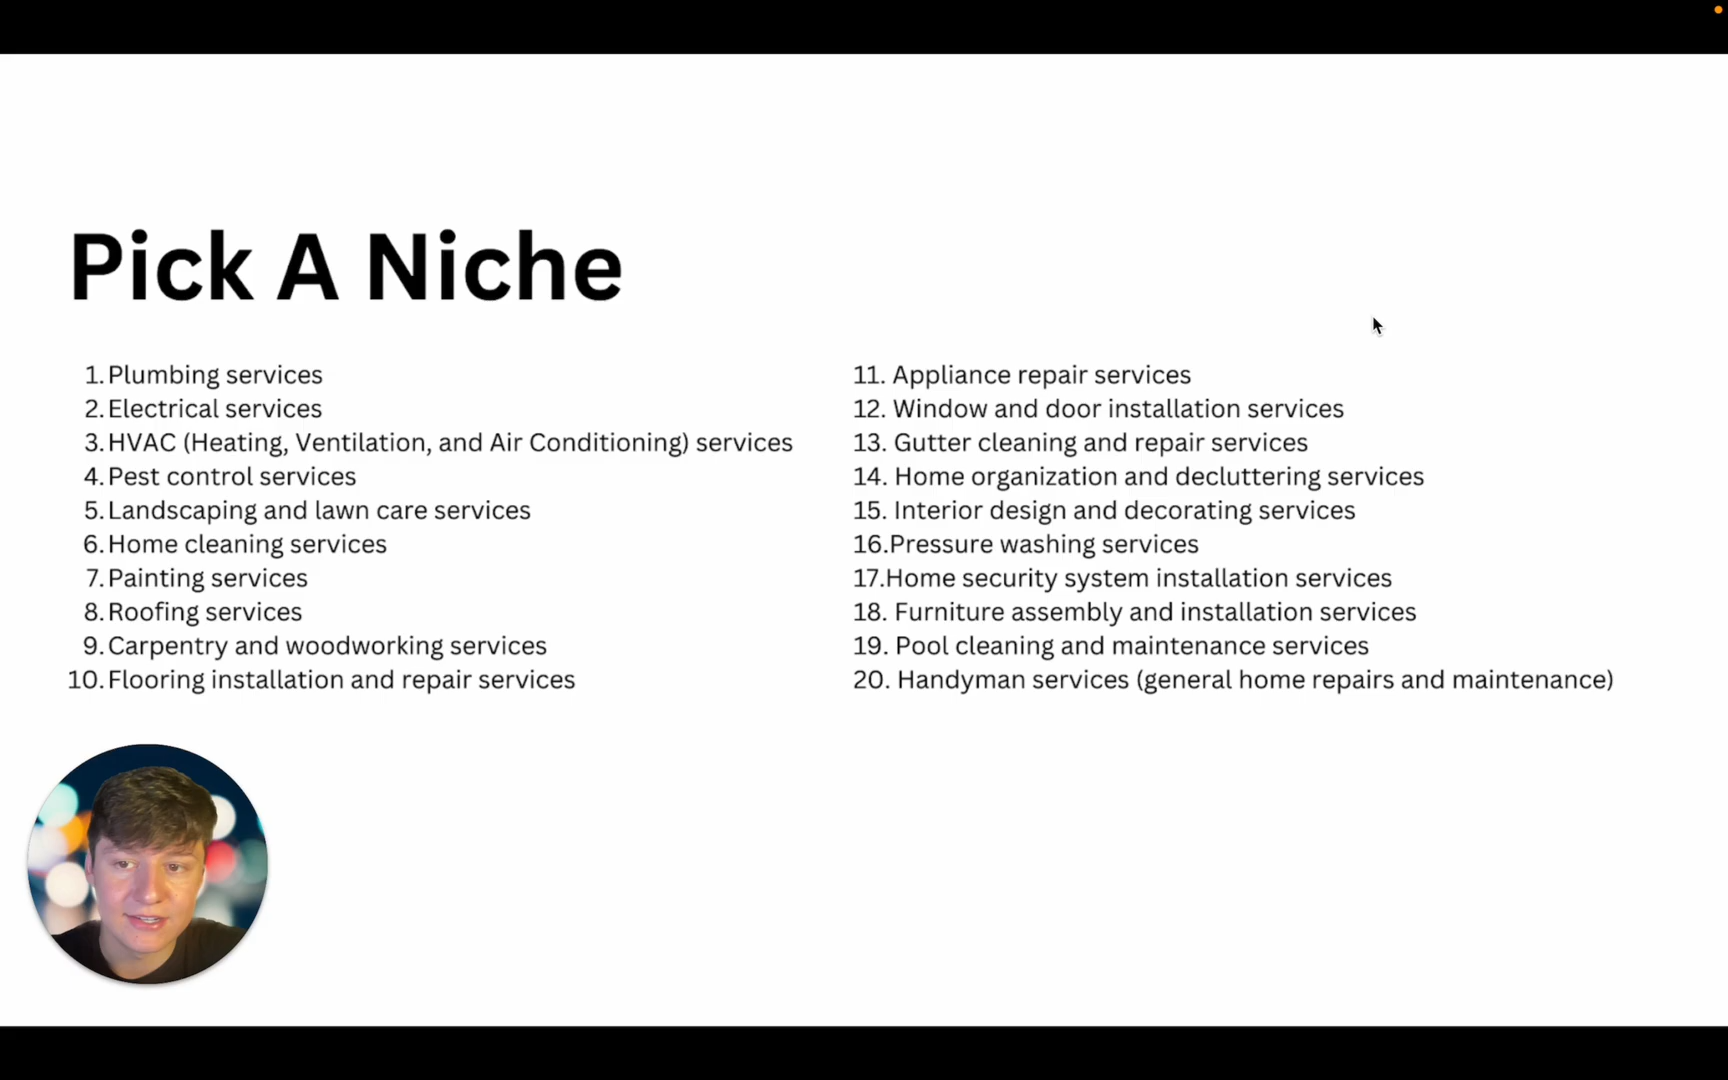 Pick A Niche
1. Plumbing services
2. Electrical services
3. HVAC (Heating, Ventilation, and Air Conditioning) services
4. Pest control services
5. Landscaping and lawn care services
6. Home cleaning services
7. Painting services
8. Roofing services
9. Carpentry and woodworking services
10. Flooring installation and repair services
11. Appliance repair services
12. Window and door installation services
13. Gutter cleaning and repair services
14. Home organization and decluttering services
15. Interior design and decorating services
16.Pressure washing services
17.Home security system installation services
18. Furniture assembly and installation services
19. Pool cleaning and maintenance services
20. Handyman services (general home repairs and maintenance)